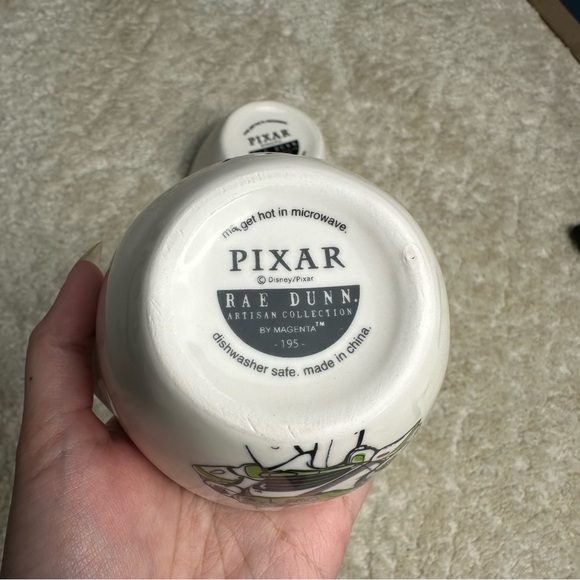 PIXAR
may get hot in microwave.
PIXAR
© Disney/Pixar
RAE DUNN.
ARTISAN COLLECTION
BY MAGENTA™
- 195 -
dishwasher safe. made in china.